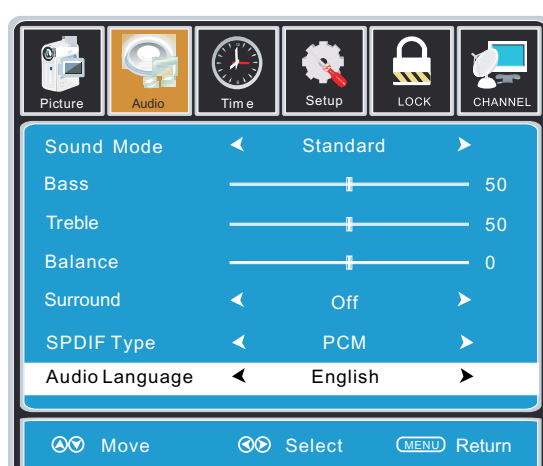 Picture Audio Time Setup LOCK CHANNEL
Sound Mode Standard
Bass 50
Treble 50
Balance 0
Surround Off
SPDIF Type PCM
Audio Language English
Move Select MENU Return